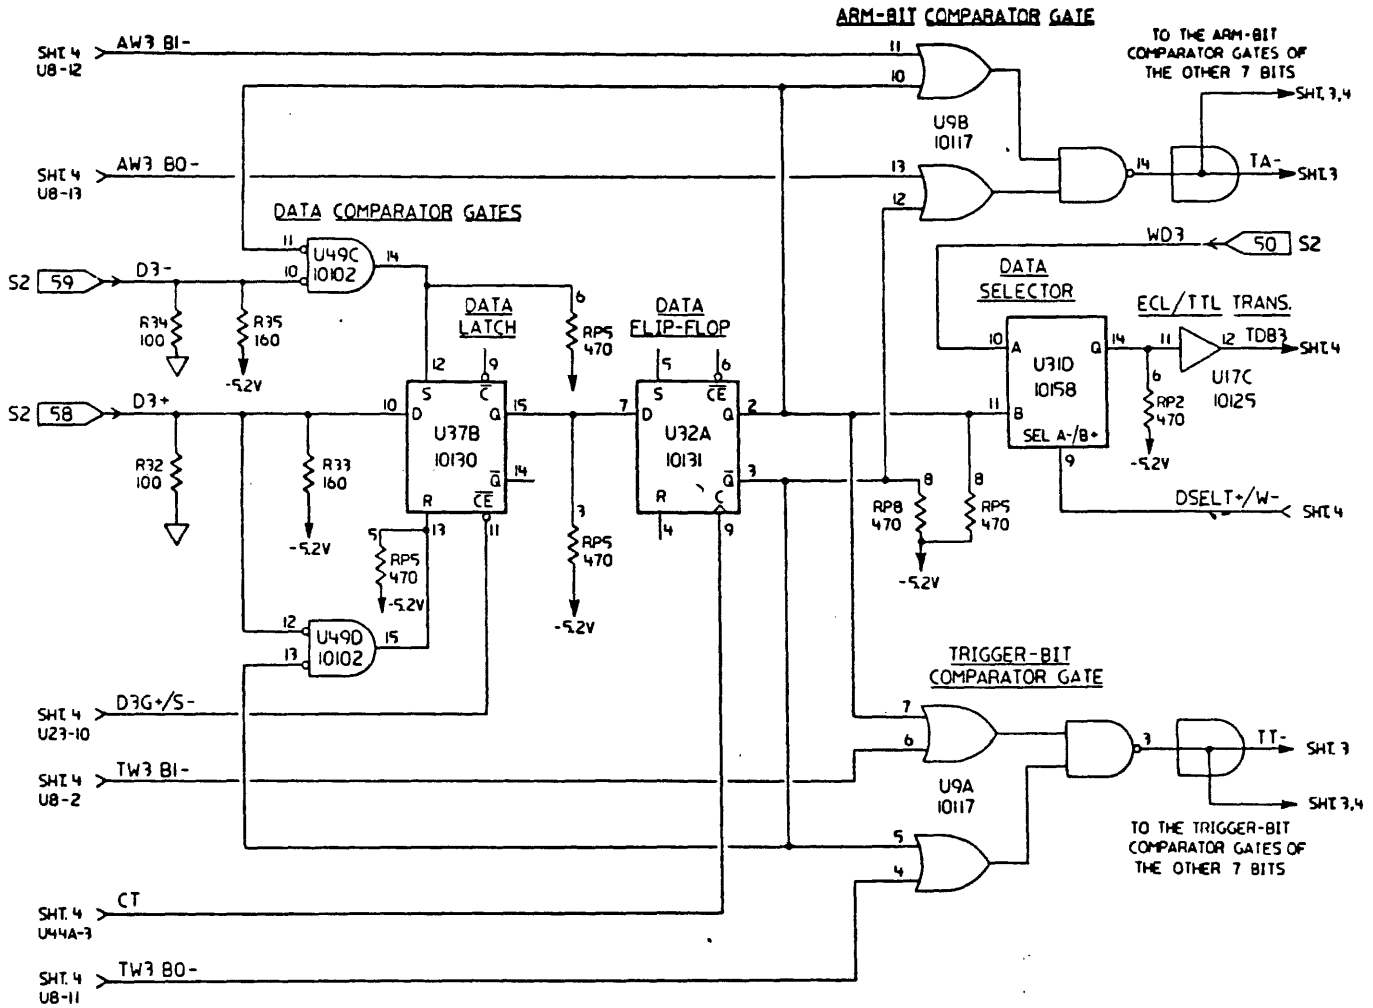 ARM-BIT COMPARATOR GATE
TO THE ARM-BIT
COMPARATOR GATES OF
THE OTHER 7 BITS
SHT. 4
U8-12
AW3 B1-
11
10
SHT. 3,4
U9B
10117
SHT. 4
U8-13
AW3 B0-
13
12
14
TA-
SHT. 3
DATA COMPARATOR GATES
11
10
U49C
10102
14
WD3
50
S2
S2
59
D3-
R34
100
R35
160
-5.2V
DATA
LATCH
6
RP5
470
DATA
FLIP-FLOP
DATA
SELECTOR
ECL/TTL TRANS.
10
A
Q
14
11
12
TDB3
SHT. 4
U31D
10158
U17C
10125
6
RP2
470
-5.2V
11
B
SEL A-/B+
9
DSELT+/W-
SHT. 4
S2
58
D3+
R32
100
R33
160
-5.2V
12
9
S
C
10
D
Q
15
U37B
10130
Q
14
R
CE
13
11
5
RP5
470
-5.2V
3
RP5
470
-5.2V
5
6
S
CE
7
D
Q
2
U32A
10131
Q
3
R
C
4
9
8
RP8
470
8
RP5
470
-5.2V
12
13
U49D
10102
15
TRIGGER-BIT
COMPARATOR GATE
SHT. 4
U23-10
D3G+/S-
7
6
3
TT-
SHT. 3
SHT. 4
U8-2
TW3 B1-
U9A
10117
SHT. 3,4
TO THE TRIGGER-BIT
COMPARATOR GATES OF
THE OTHER 7 BITS
5
4
SHT. 4
U44A-3
CT
SHT. 4
U8-11
TW3 B0-